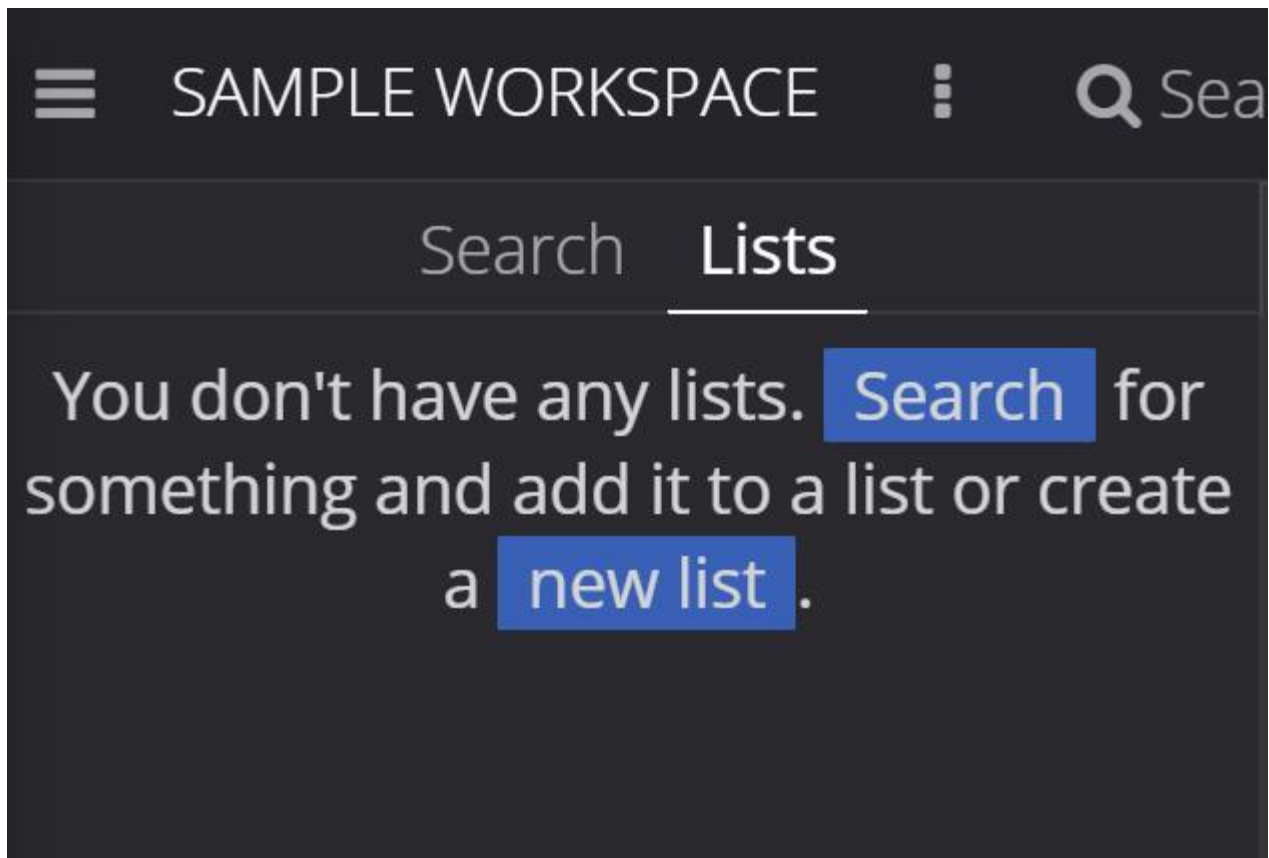 SAMPLE WORKSPACE
Sea
Search Lists
You don't have any lists. Search for
something and add it to a list or create
a new list .